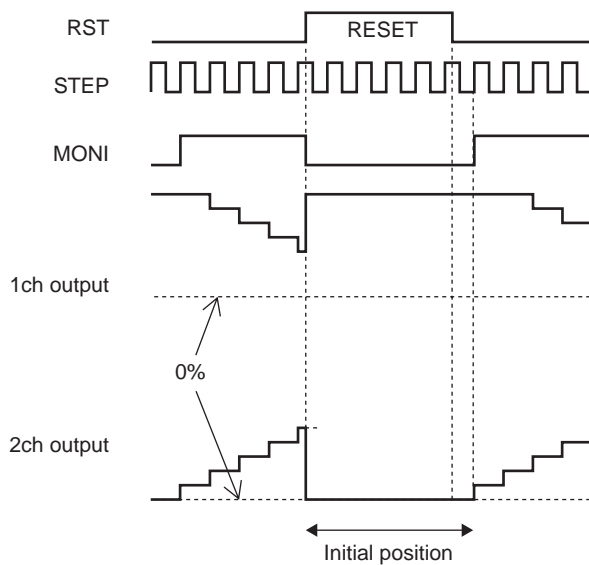 RST
RESET
STEP
MONI
1ch output
0%
2ch output
Initial position